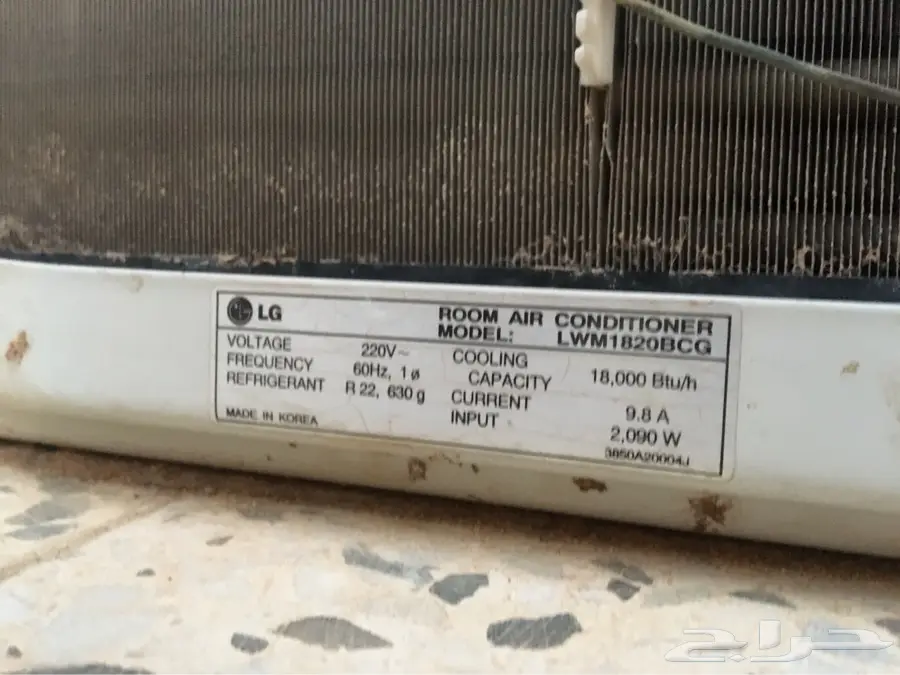 LG
ROOM AIR CONDITIONER
MODEL: LWM1820BCG
VOLTAGE 220V~
FREQUENCY 60Hz, 1ø
REFRIGERANT R 22, 630 g
MADE IN KOREA
COOLING
CAPACITY 18,000 Btu/h
CURRENT 9.8 A
INPUT 2,090 W
3850A20004J
حراج